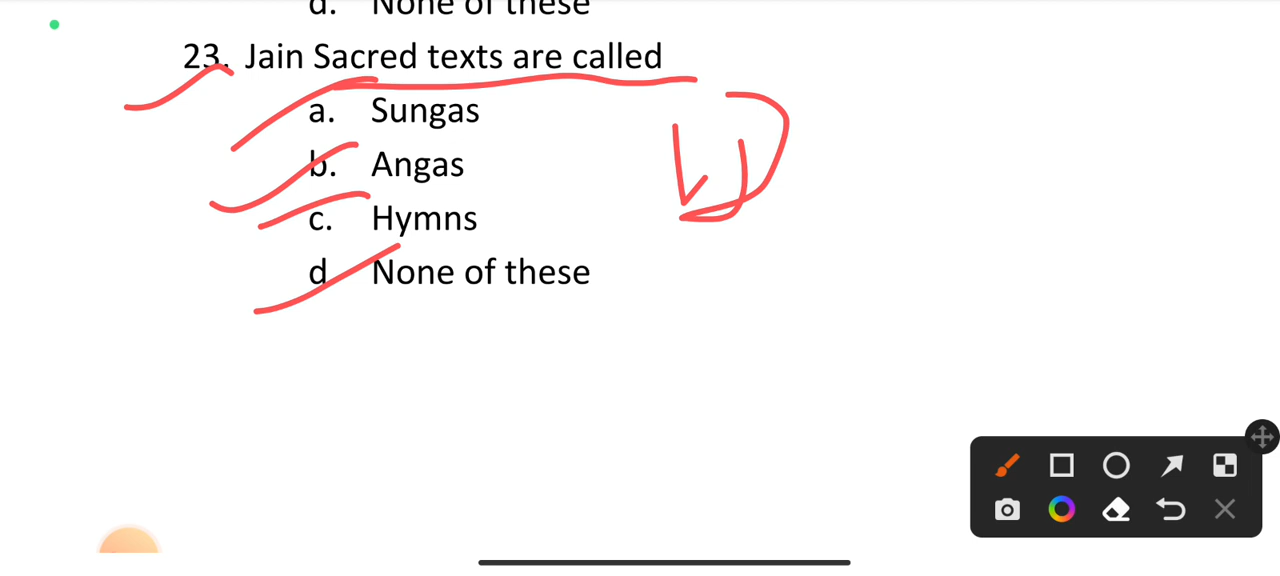 d. None of these
23. Jain Sacred texts are called
a. Sungas
b. Angas
c. Hymns
d None of these